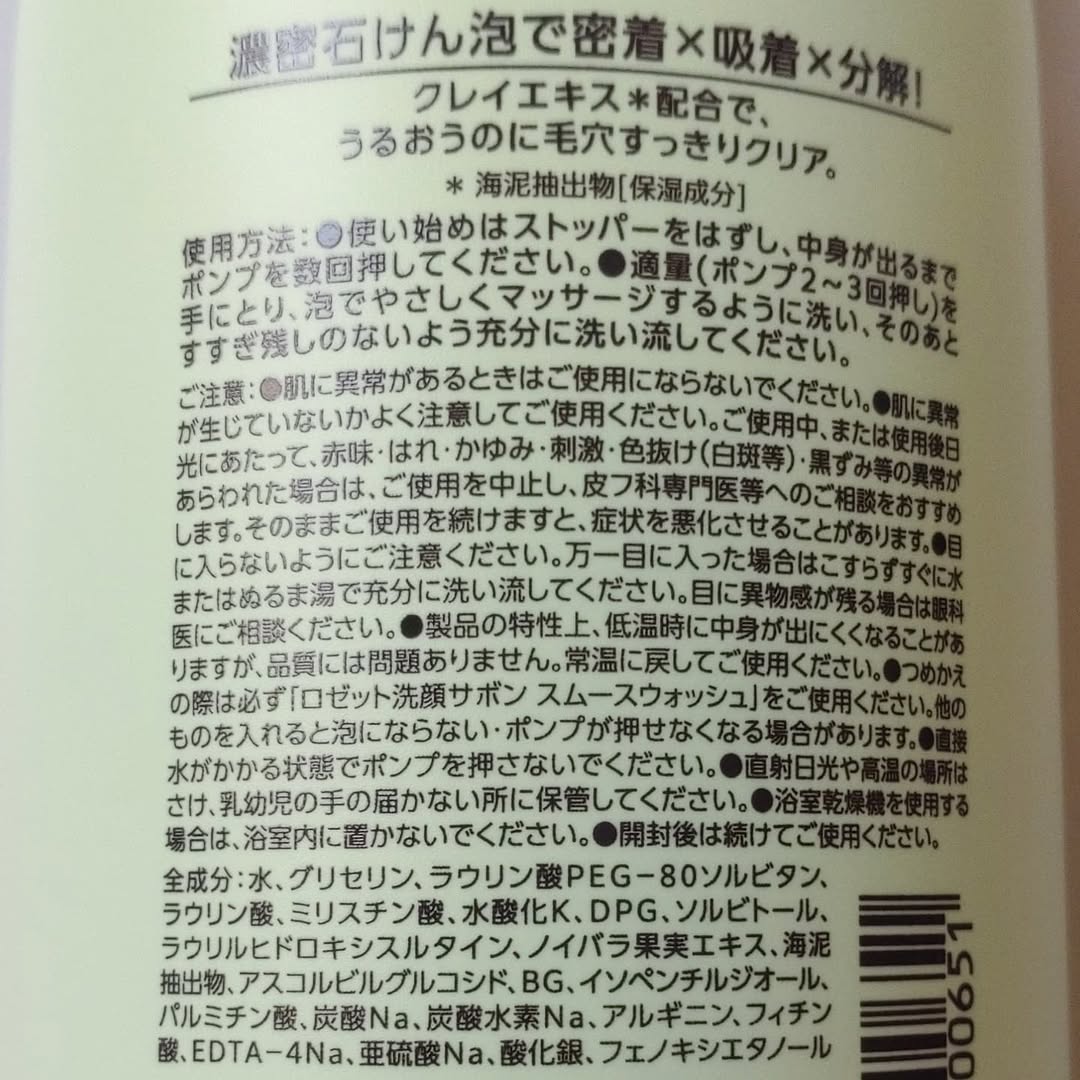 濃密石けん泡で密着×吸着×分解!
クレイエキス＊配合で、
うるおうのに毛穴すっきりクリア。
＊ 海泥抽出物[保湿成分]
使用方法：●使い始めはストッパーをはずし、中身が出るまで
ポンプを数回押してください。●適量(ポンプ2～3回押し)を
手にとり、泡でやさしくマッサージするように洗い、そのあと
すすぎ残しのないよう充分に洗い流してください。
ご注意：●肌に異常があるときはご使用にならないでください。●肌に異常
が生じていないかよく注意してご使用ください。ご使用中、または使用後日
光にあたって、赤味・はれ・かゆみ・刺激・色抜け(白斑等)・黒ずみ等の異常が
あらわれた場合は、ご使用を中止し、皮フ科専門医等へのご相談をおすすめ
します。そのままご使用を続けますと、症状を悪化させることがあります。●目
に入らないようにご注意ください。万一目に入った場合はこすらずすぐに水
またはぬるま湯で充分に洗い流してください。目に異物感が残る場合は眼科
医にご相談ください。●製品の特性上、低温時に中身が出にくくなることがあ
りますが、品質には問題ありません。常温に戻してご使用ください。●つめかえ
の際は必ず「ロゼット洗顔サボン スムースウォッシュ」をご使用ください。他の
ものを入れると泡にならない・ポンプが押せなくなる場合があります。●直接
水がかかる状態でポンプを押さないでください。●直射日光や高温の場所は
さけ、乳幼児の手の届かない所に保管してください。●浴室乾燥機を使用する
場合は、浴室内に置かないでください。●開封後は続けてご使用ください。
全成分：水、グリセリン、ラウリン酸PEG－80ソルビタン、
ラウリン酸、ミリスチン酸、水酸化K、DPG、ソルビトール、
ラウリルヒドロキシスルタイン、ノイバラ果実エキス、海泥
抽出物、アスコルビルグルコシド、BG、イソペンチルジオール、
パルミチン酸、炭酸Na、炭酸水素Na、アルギニン、フィチン
酸、EDTA－4Na、亜硫酸Na、酸化銀、フェノキシエタノール